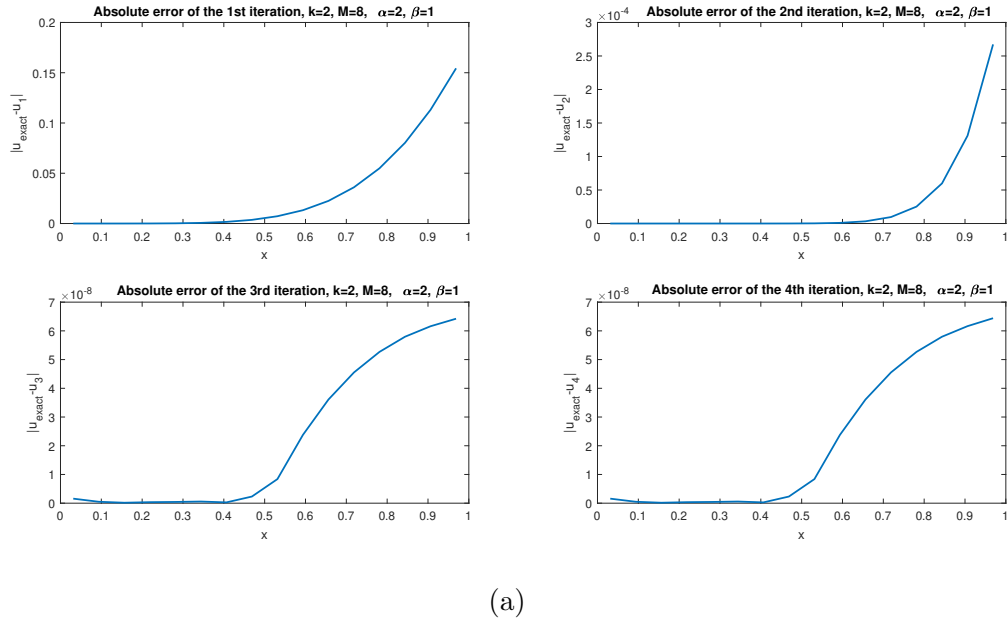 Absolute error of the 1st iteration, k=2, M=8, α=2, β=1
0.2
0.15
0.1
0.05
0
|u_exact-u_1|
0 0.1 0.2 0.3 0.4 0.5 0.6 0.7 0.8 0.9 1
x
Absolute error of the 2nd iteration, k=2, M=8, α=2, β=1
×10^-4
3
2.5
2
1.5
1
0.5
0
|u_exact-u_2|
0 0.1 0.2 0.3 0.4 0.5 0.6 0.7 0.8 0.9 1
x
Absolute error of the 3rd iteration, k=2, M=8, α=2, β=1
×10^-8
7
6
5
4
3
2
1
0
|u_exact-u_3|
0 0.1 0.2 0.3 0.4 0.5 0.6 0.7 0.8 0.9 1
x
Absolute error of the 4th iteration, k=2, M=8, α=2, β=1
×10^-8
7
6
5
4
3
2
1
0
|u_exact-u_4|
0 0.1 0.2 0.3 0.4 0.5 0.6 0.7 0.8 0.9 1
x
(a)